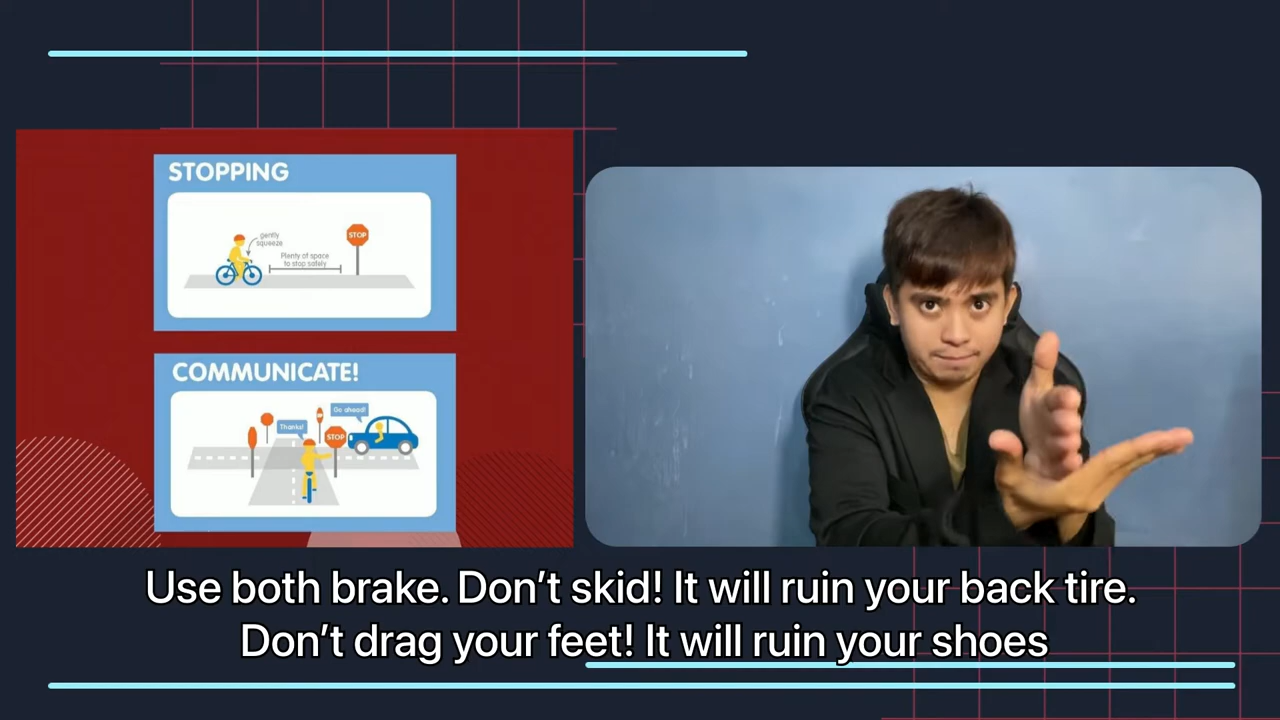 STOPPING
gently
squeeze
STOP
Plenty of space
to stop safely
COMMUNICATE!
Go ahead!
Thanks!
STOP
Use both brake. Don’t skid! It will ruin your back tire.
Don’t drag your feet! It will ruin your shoes